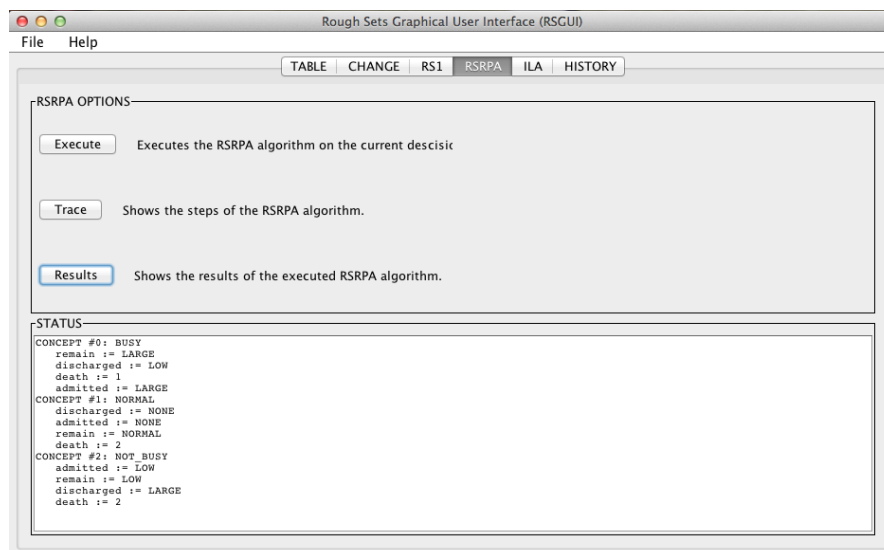 Rough Sets Graphical User Interface (RSGUI)
File Help
TABLE CHANGE RS1 RSRPA ILA HISTORY
RSRPA OPTIONS
Execute Executes the RSRPA algorithm on the current descisic
Trace Shows the steps of the RSRPA algorithm.
Results Shows the results of the executed RSRPA algorithm.
STATUS
CONCEPT #0: BUSY
remain := LARGE
discharged := LOW
death := 1
admitted := LARGE
CONCEPT #1: NORMAL
discharged := NONE
admitted := NONE
remain := NORMAL
death := 2
CONCEPT #2: NOT_BUSY
admitted := LOW
remain := LOW
discharged := LARGE
death := 2